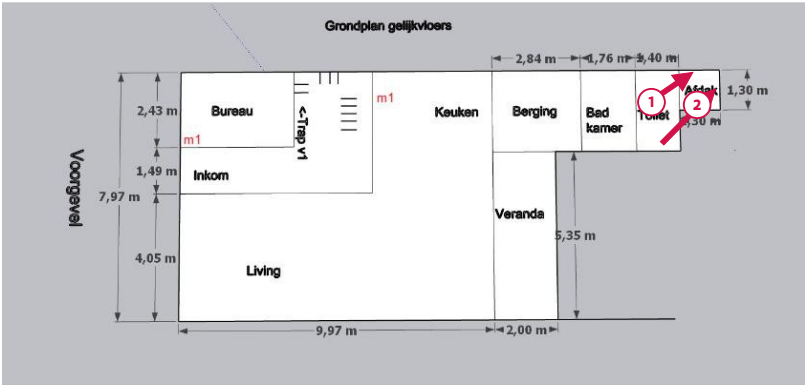 Grondplan gelijkvloers
2,84 m
1,76 m
1,40 m
Afdak
1,30 m
1
2
2,43 m
Bureau
<-Trap v1
m1
Keuken
Berging
Bad
kamer
Toilet
m1
1,49 m
Inkom
Voorgevel
7,97 m
Veranda
5,35 m
4,05 m
Living
9,97 m
2,00 m